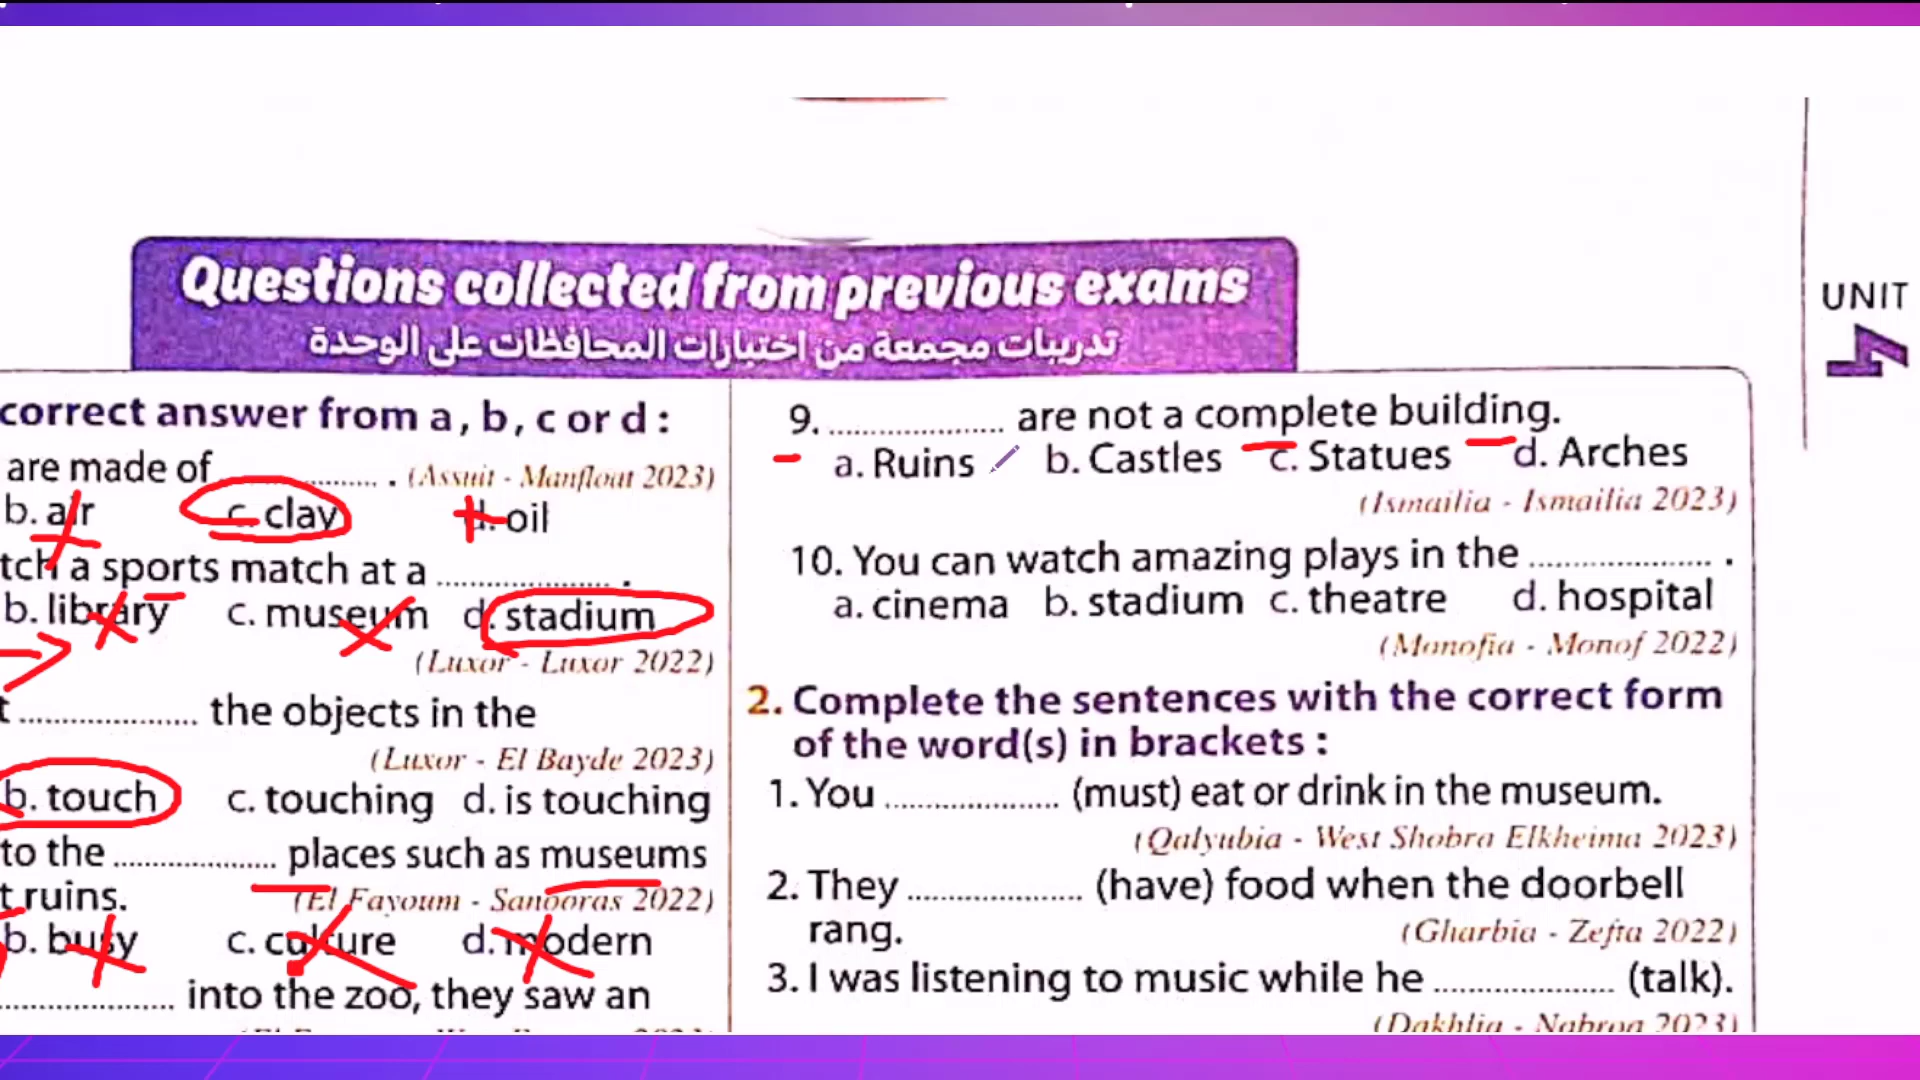 Questions collected from previous exams
تدريبات مجمعة من اختبارات المحافظات على الوحدة
UNIT
4
correct answer from a, b, c or d :
are made of .................. . (Assuit - Manflout 2023)
b. air c. clay d. oil
tch a sports match at a .................. .
b. library c. museum d. stadium
(Luxor - Luxor 2022)
t .................. the objects in the
(Luxor - El Bayde 2023)
b. touch c. touching d. is touching
to the .................. places such as museums
t ruins. (El Fayoum - Sanooras 2022)
b. busy c. culture d. modern
.................. into the zoo, they saw an
9. .................. are not a complete building.
a. Ruins b. Castles c. Statues d. Arches
(Ismailia - Ismailia 2023)
10. You can watch amazing plays in the .................. .
a. cinema b. stadium c. theatre d. hospital
(Monofia - Monof 2022)
2. Complete the sentences with the correct form
of the word(s) in brackets :
1. You .................. (must) eat or drink in the museum.
(Qalyubia - West Shobra Elkheima 2023)
2. They .................. (have) food when the doorbell
rang. (Gharbia - Zefta 2022)
3. I was listening to music while he .................. (talk).
(Dakhlia - Nabroa 2023)